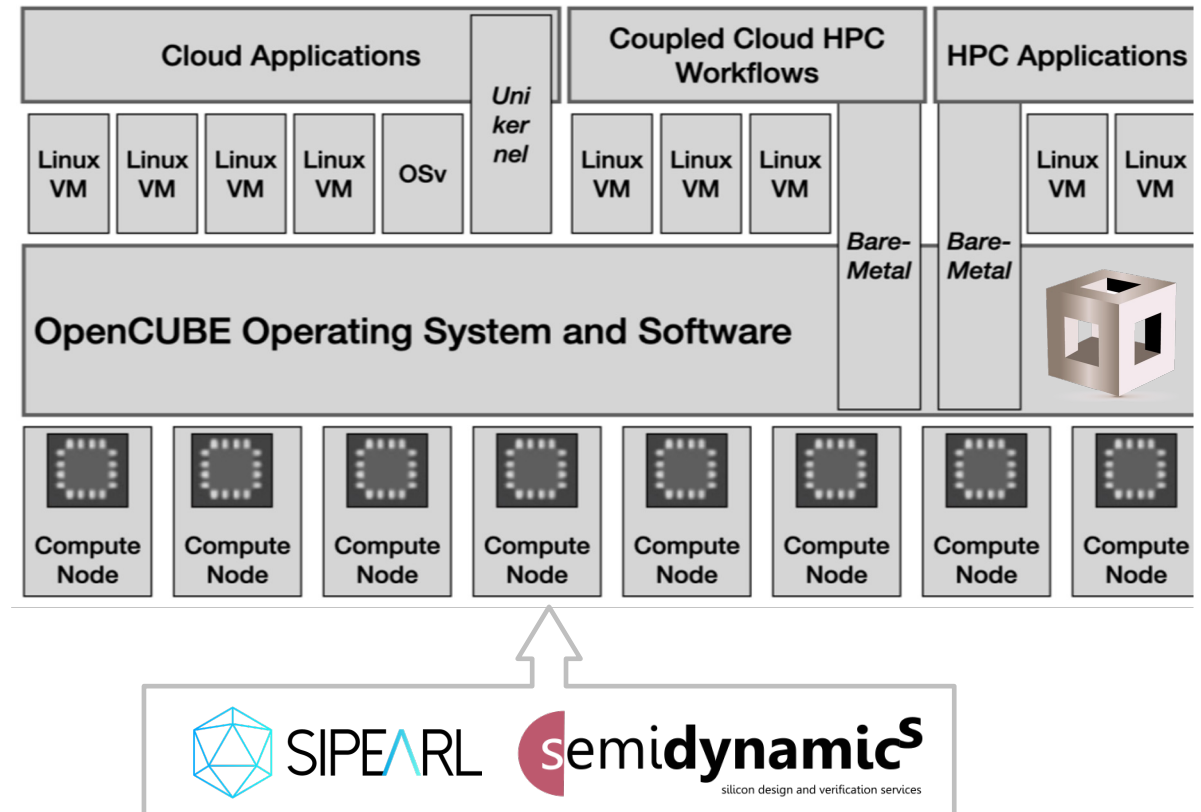 Cloud Applications
Coupled Cloud HPC
Workflows
HPC Applications
Uni
ker
nel
Linux
VM
Linux
VM
Linux
VM
Linux
VM
OSv
Linux
VM
Linux
VM
Linux
VM
Linux
VM
Linux
VM
Bare-
Metal
Bare-
Metal
OpenCUBE Operating System and Software
Compute
Node
Compute
Node
Compute
Node
Compute
Node
Compute
Node
Compute
Node
Compute
Node
Compute
Node
SIPEARL
semidynamics
silicon design and verification services